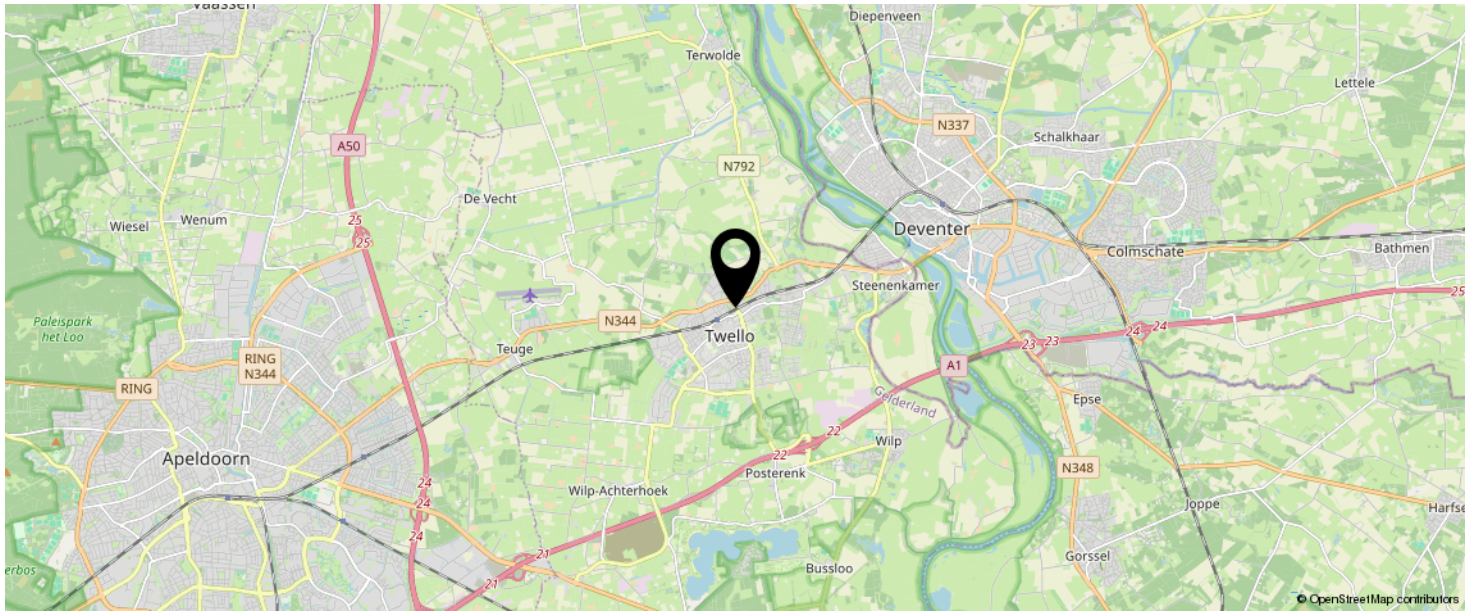 Vaassen
Diepenveen
Terwolde
Lettele
N337
Schalkhaar
A50
N792
De Vecht
Wiesel
Wenum
25
25
Deventer
Colmschate
Bathmen
Steenenkamer
25
Paleispark
het Loo
N344
Twello
Teuge
24
24
23
23
RING
N344
RING
A1
Gelderland
Epse
22
Wilp
22
Apeldoorn
Posterenk
N348
24
24
24
Wilp-Achterhoek
Joppe
Harfse
21
21
Gorssel
Bussloo
erbos
© OpenStreetMap contributors